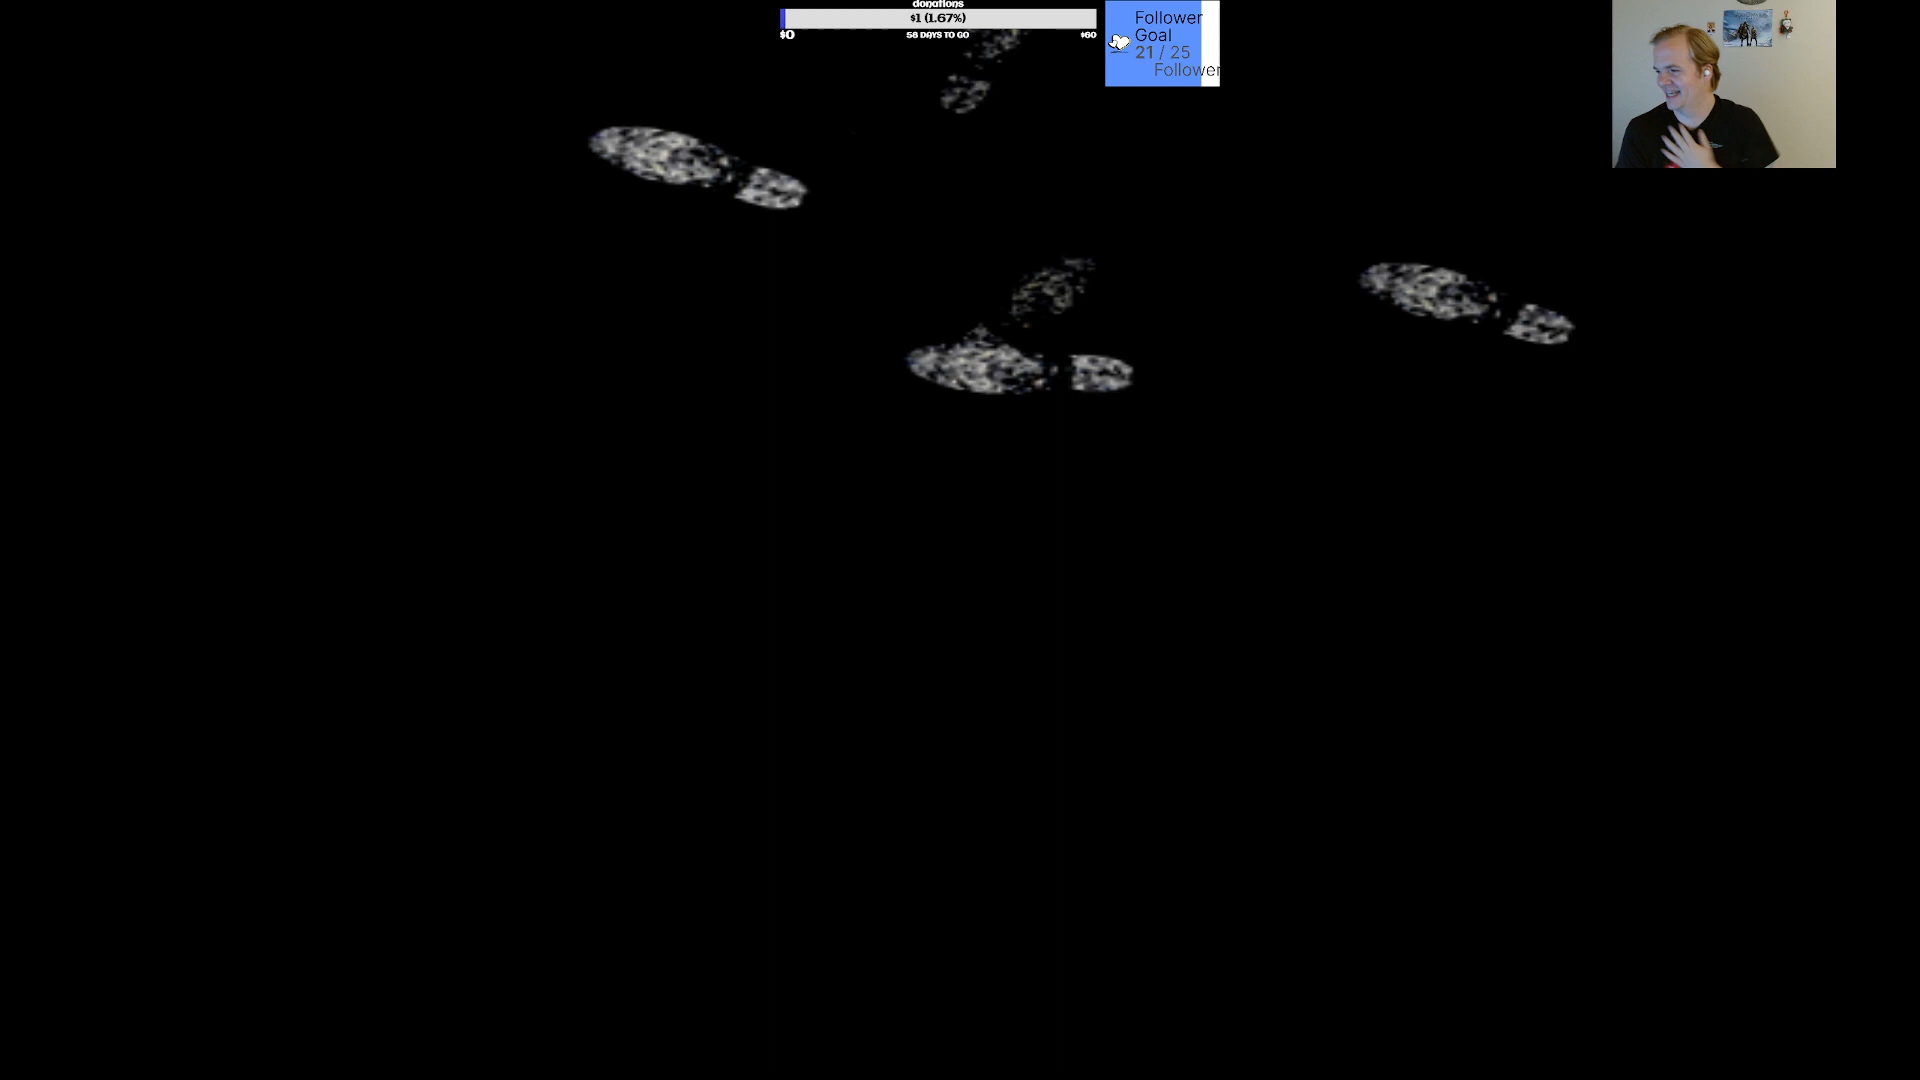 donations
$1 (1.67%)
$0
58 DAYS TO GO
$60
Follower
Goal
21 / 25
Follower